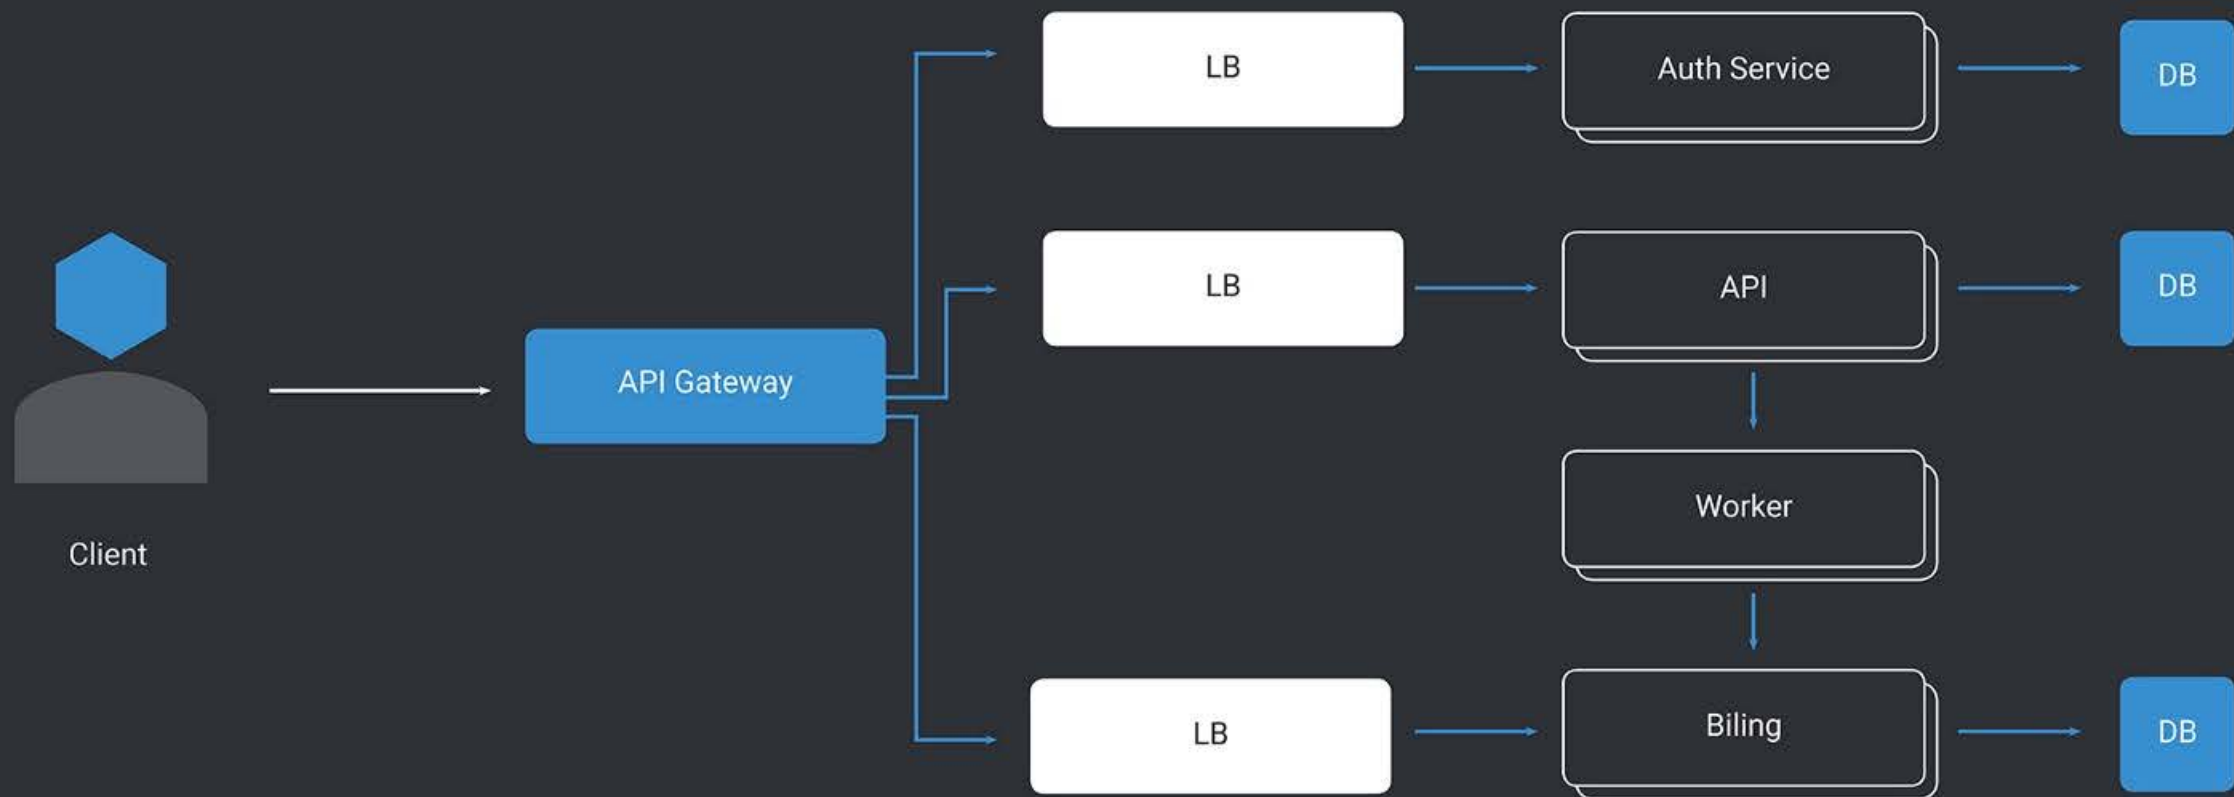 LB
Auth Service
DB
LB
API
DB
API Gateway
Worker
Client
LB
Biling
DB